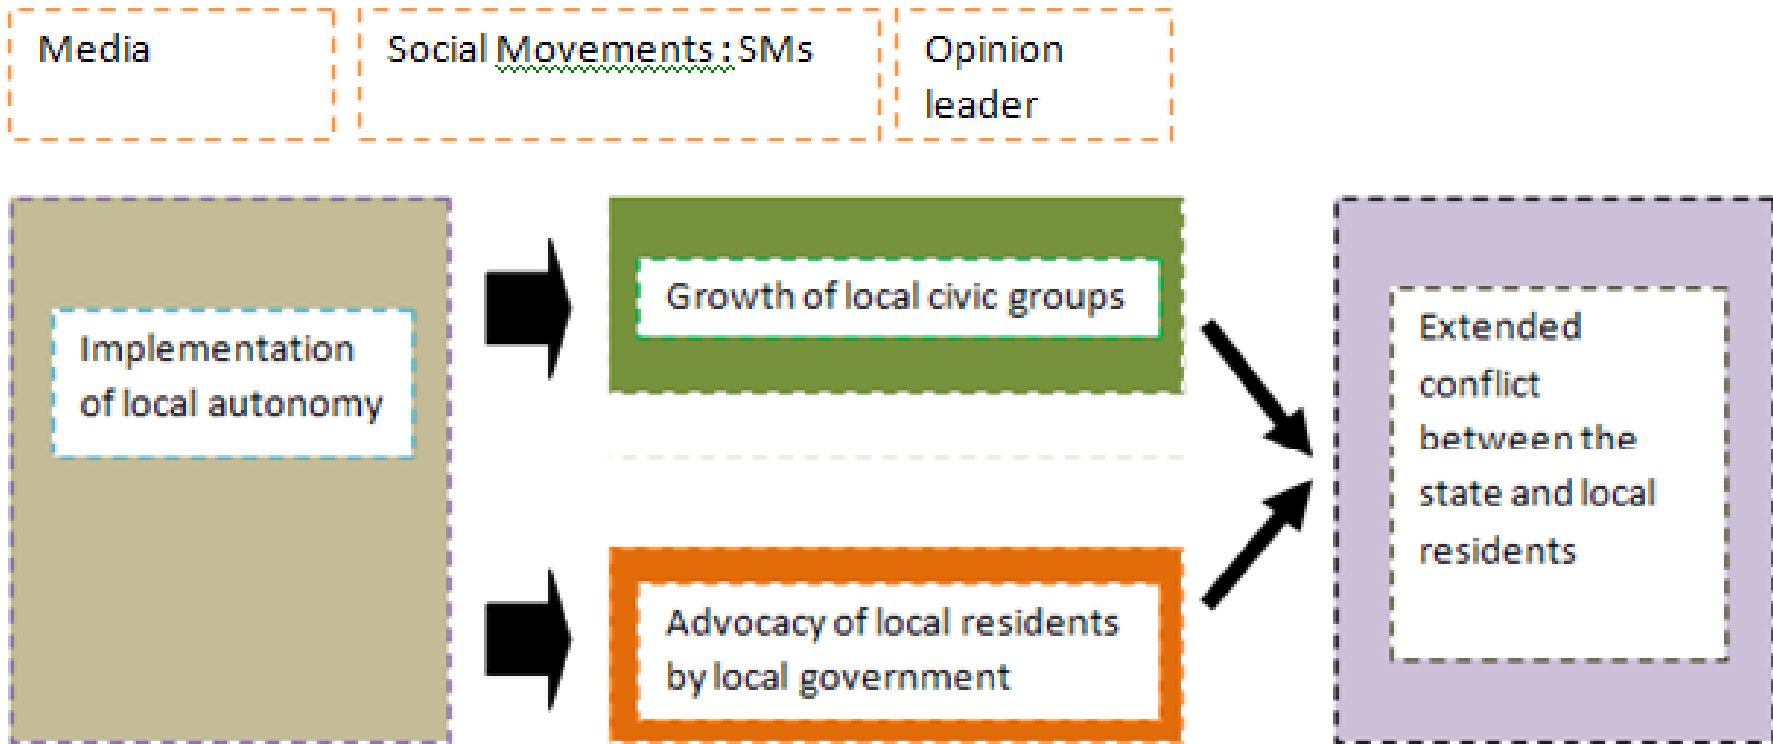 Media
Social Movements : SMs
Opinion
leader
Implementation
of local autonomy
Growth of local civic groups
Advocacy of local residents
by local government
Extended
conflict
between the
state and local
residents